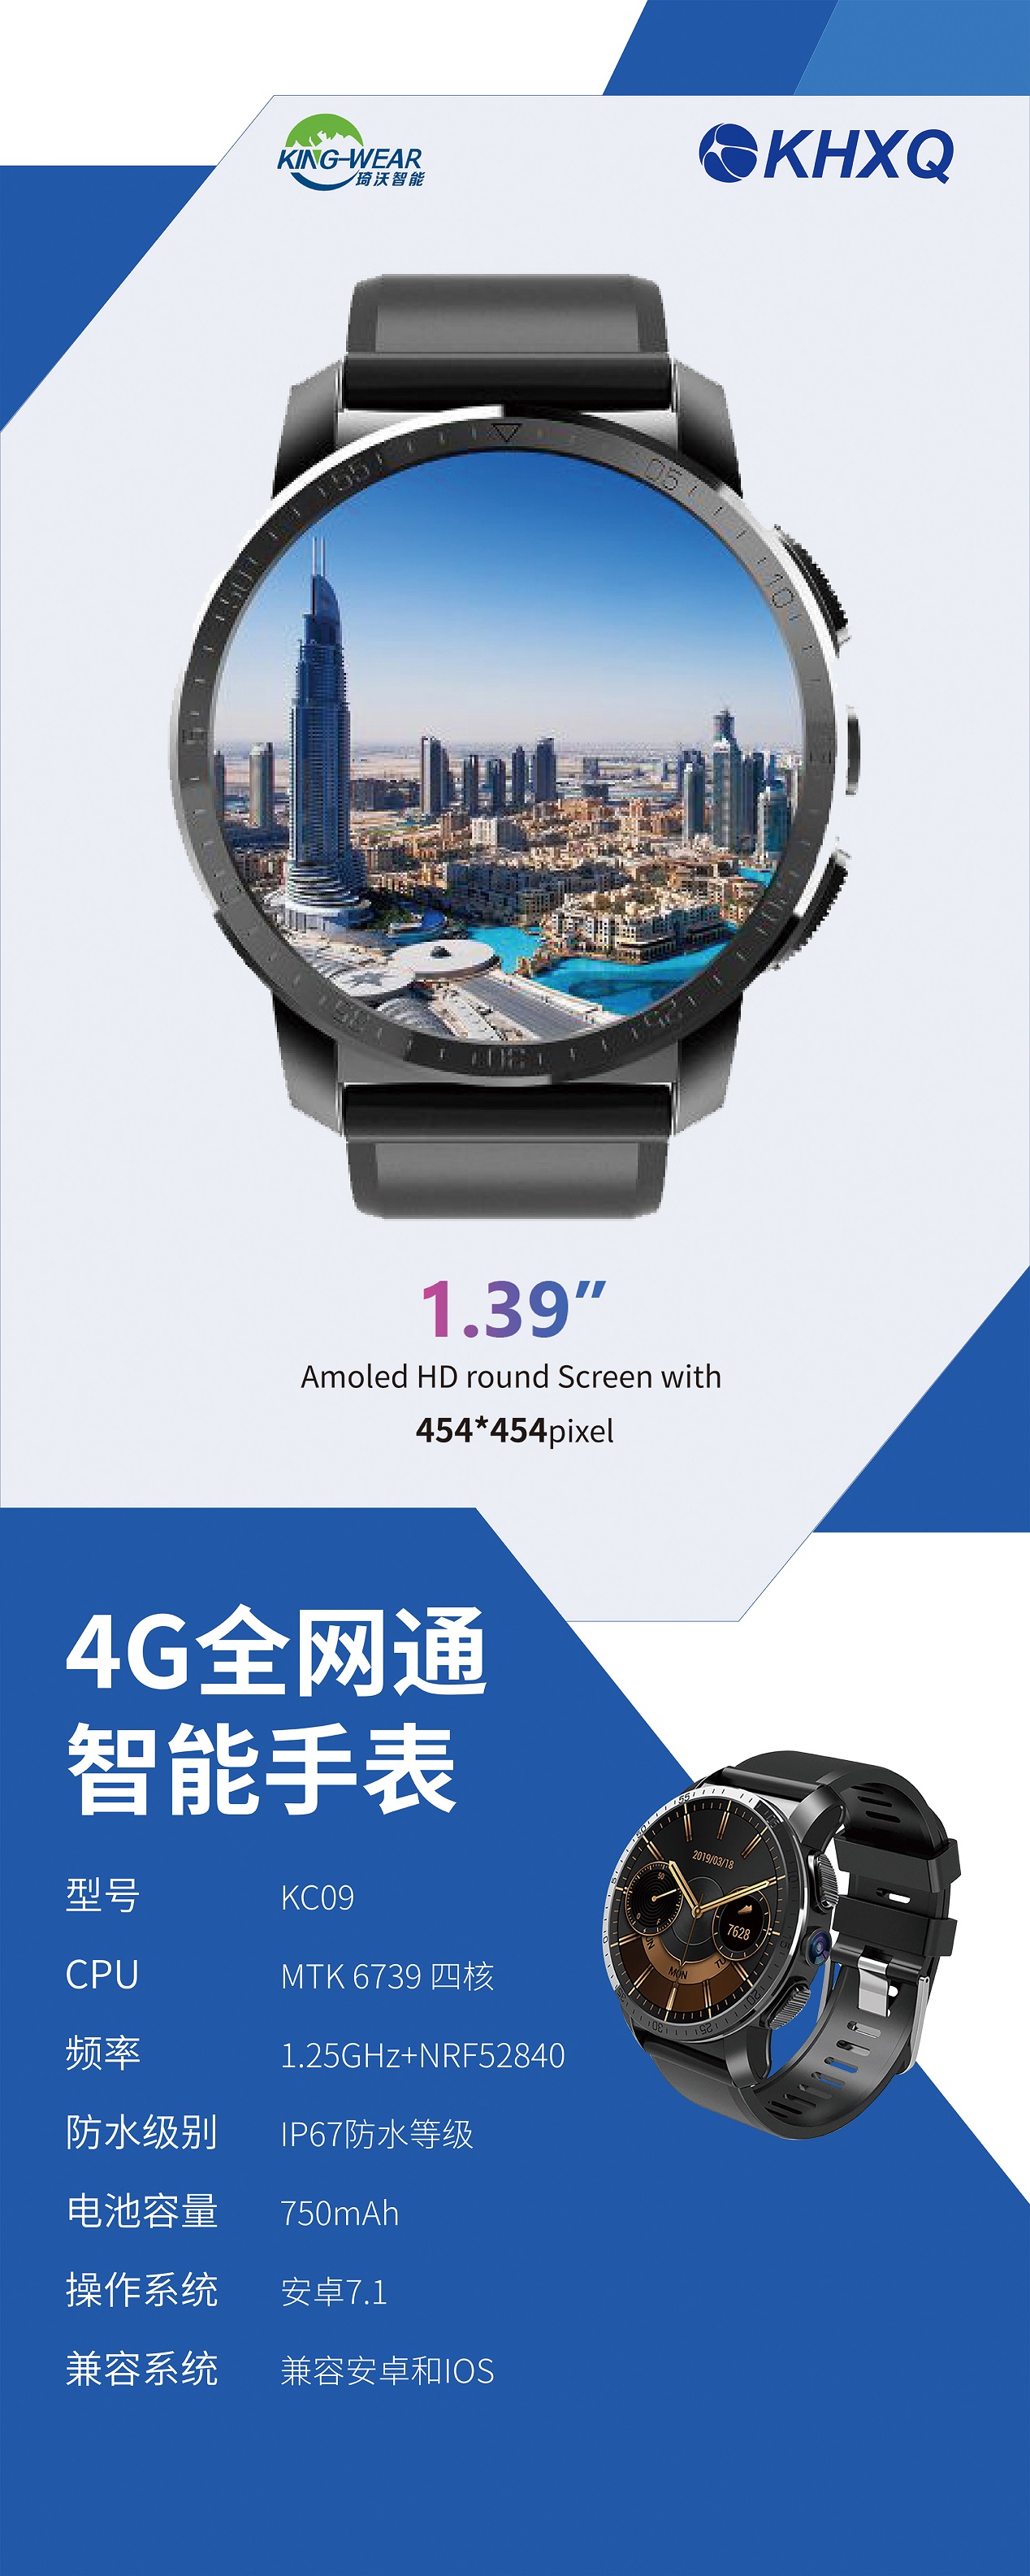 KING-WEAR
琦沃智能
KHXQ
55
05
50
10
1.39”
Amoled HD round Screen with
454*454pixel
4G全网通
智能手表
型号 KC09
CPU MTK 6739 四核
频率 1.25GHz+NRF52840
防水级别 IP67防水等级
电池容量 750mAh
操作系统 安卓7.1
兼容系统 兼容安卓和IOS
2019/03/18
7628
MON